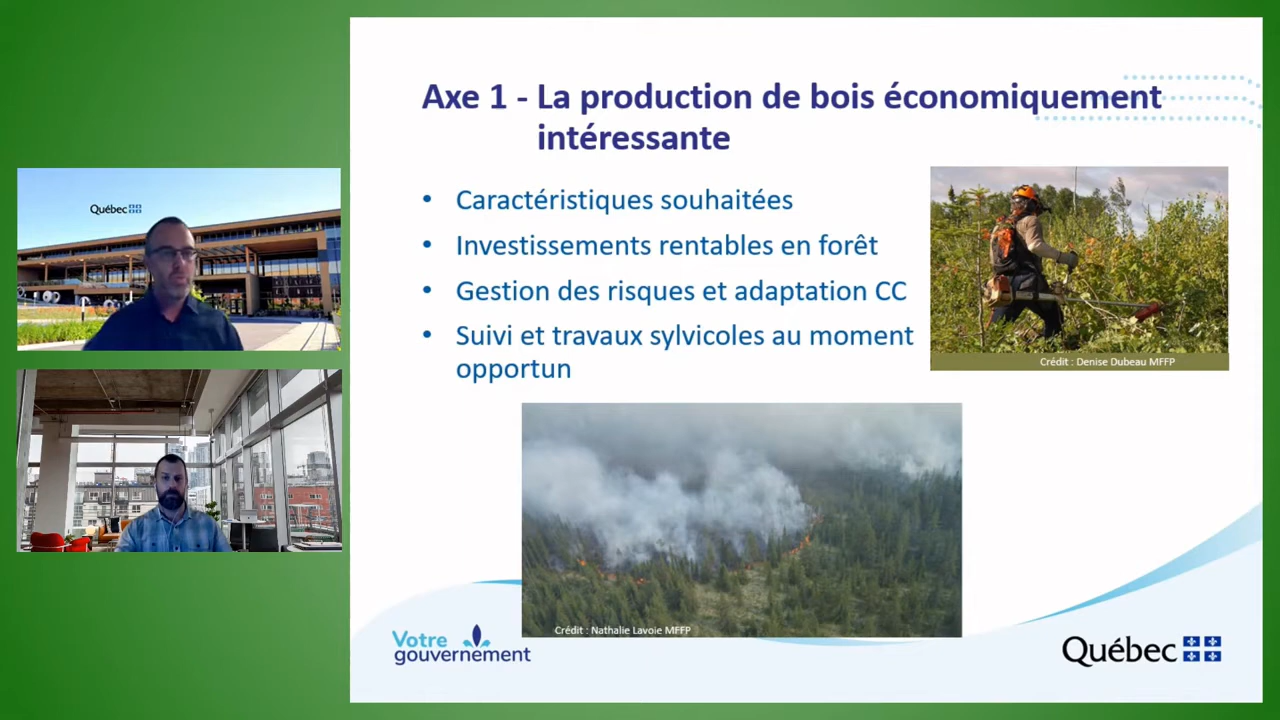 Axe 1 - La production de bois économiquement
intéressante
• Caractéristiques souhaitées
• Investissements rentables en forêt
• Gestion des risques et adaptation CC
• Suivi et travaux sylvicoles au moment
opportun
Crédit : Denise Dubeau MFFP
Québec
Crédit : Nathalie Lavoie MFFP
Votre
gouvernement
Québec